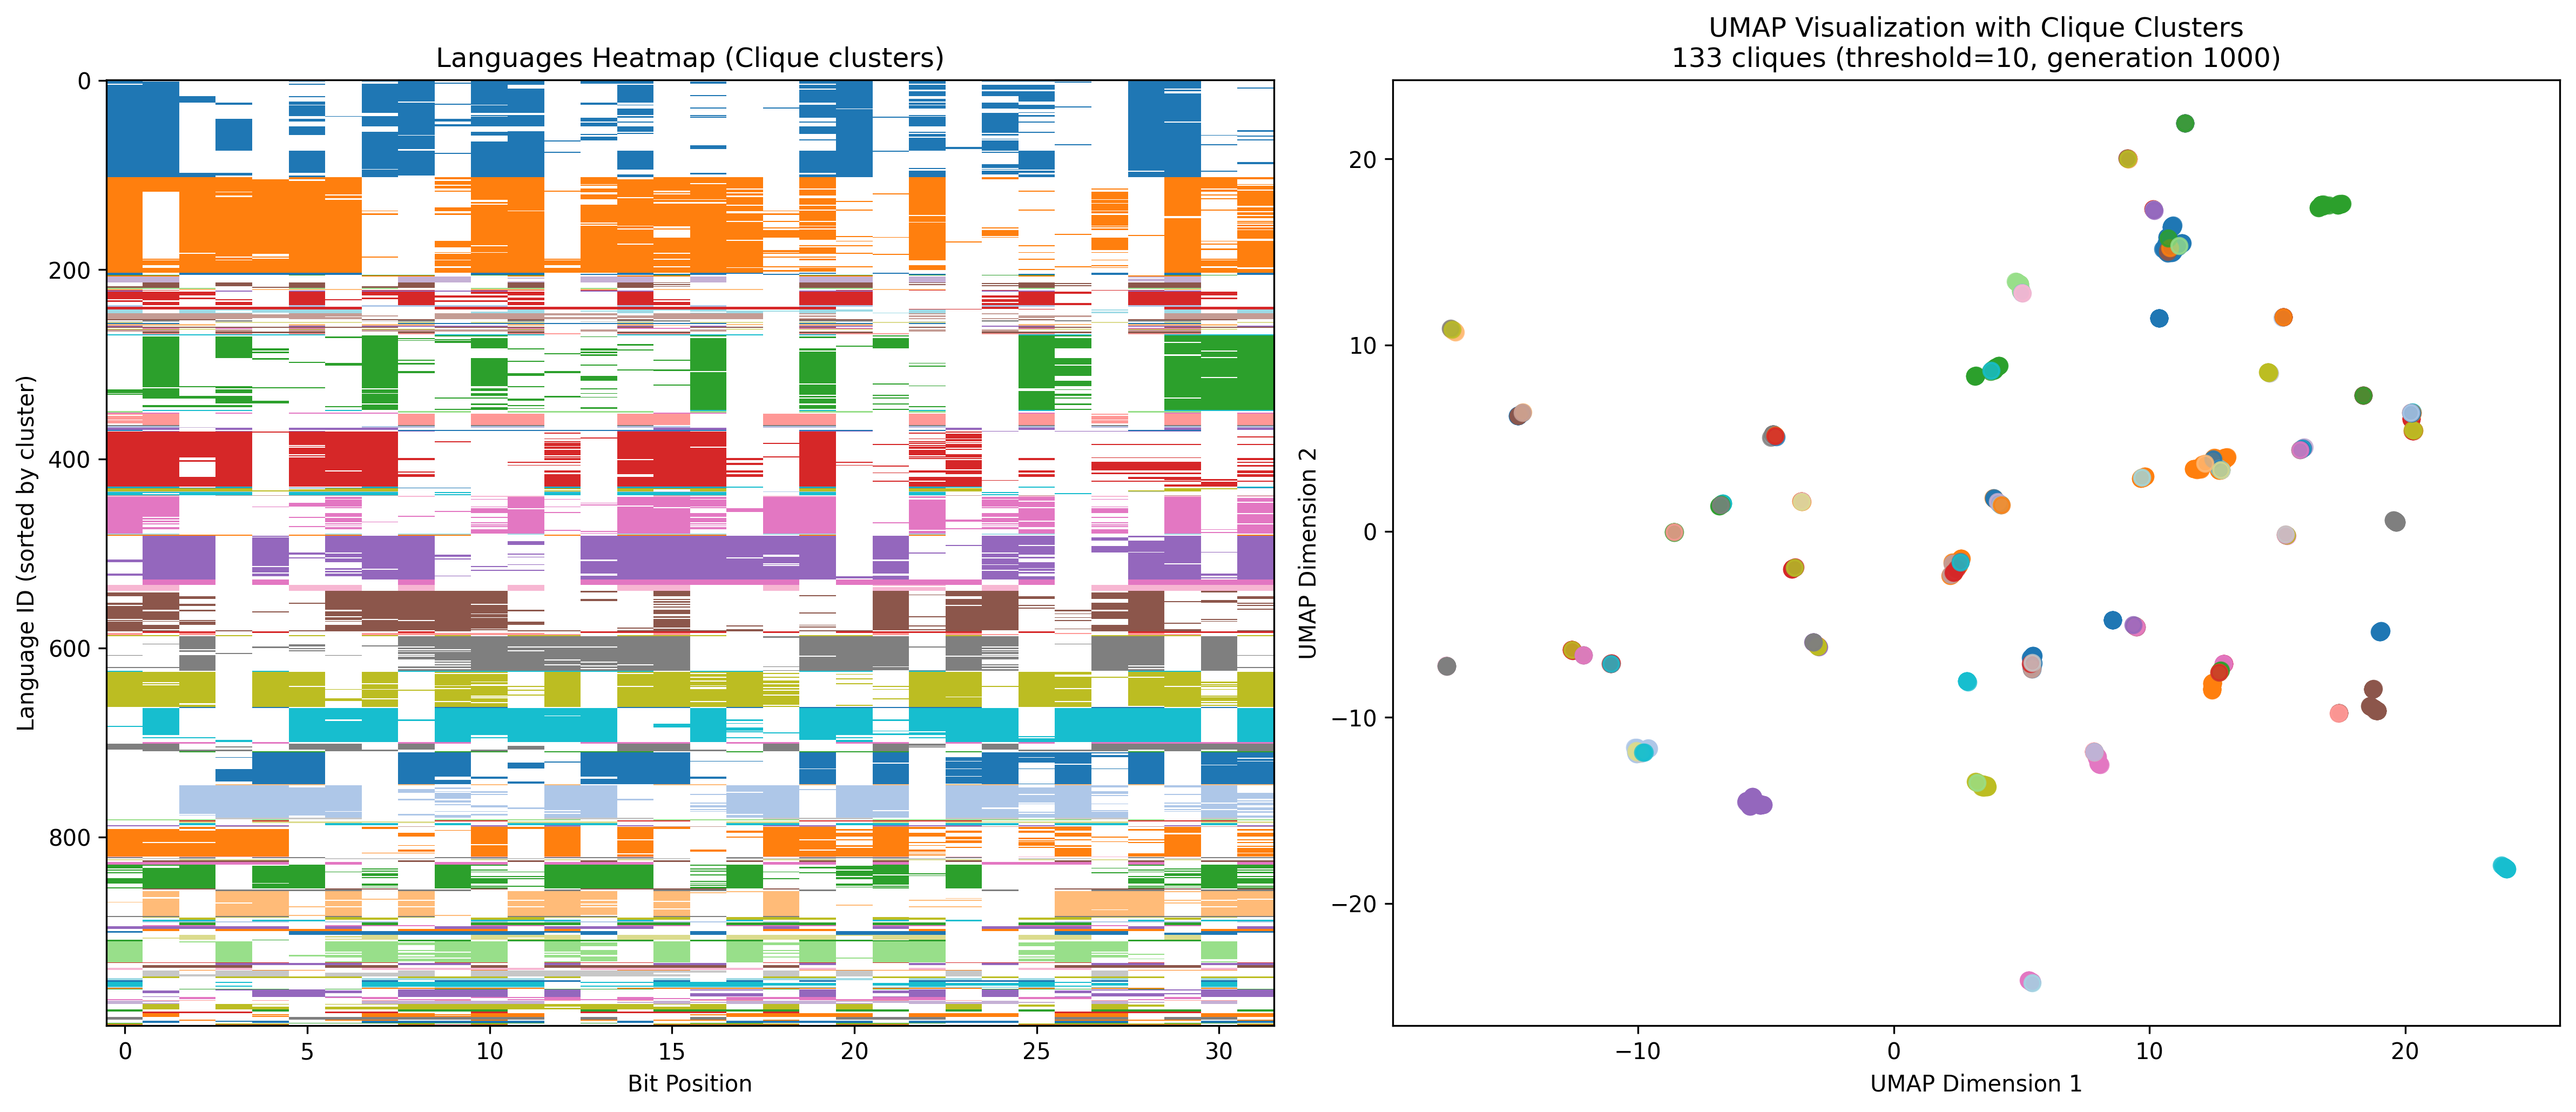 Languages Heatmap (Clique clusters)
0
200
400
600
800
Language ID (sorted by cluster)
0 5 10 15 20 25 30
Bit Position
UMAP Visualization with Clique Clusters
133 cliques (threshold=10, generation 1000)
20
10
0
−10
−20
UMAP Dimension 2
−10 0 10 20
UMAP Dimension 1